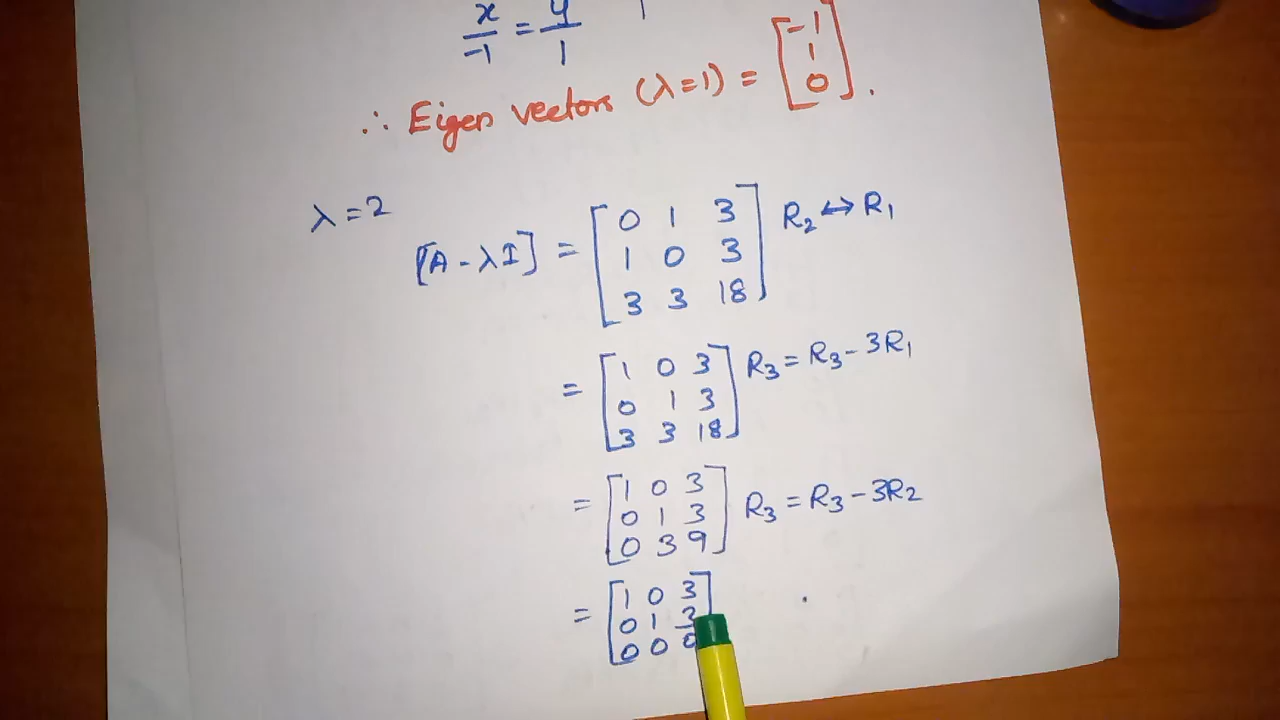 x/-1 = y/1
∴ Eigen vectors (λ=1) = [-1 1 0].
λ=2
[A - λI] = [0 1 3 R₂ ↔ R₁
1 0 3
3 3 18]
= [1 0 3 R₃ = R₃ - 3R₁
0 1 3
3 3 18]
= [1 0 3
0 1 3 R₃ = R₃ - 3R₂
0 3 9]
= [1 0 3
0 1 3
0 0 0]